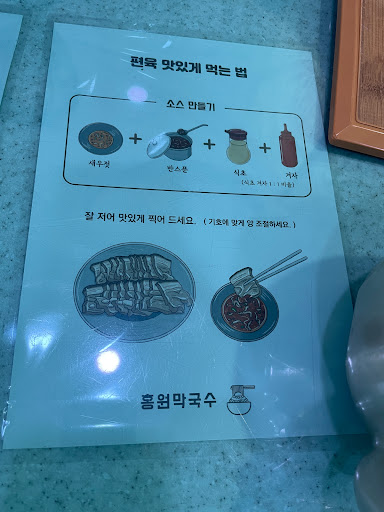 편육 맛있게 먹는 법
소스 만들기
새우젓 + 반스푼 + 식초 + 겨자
(식초 겨자 1 : 1 비율)
잘 저어 맛있게 찍어 드세요. ( 기호에 맞게 양 조절하세요. )
홍원막국수